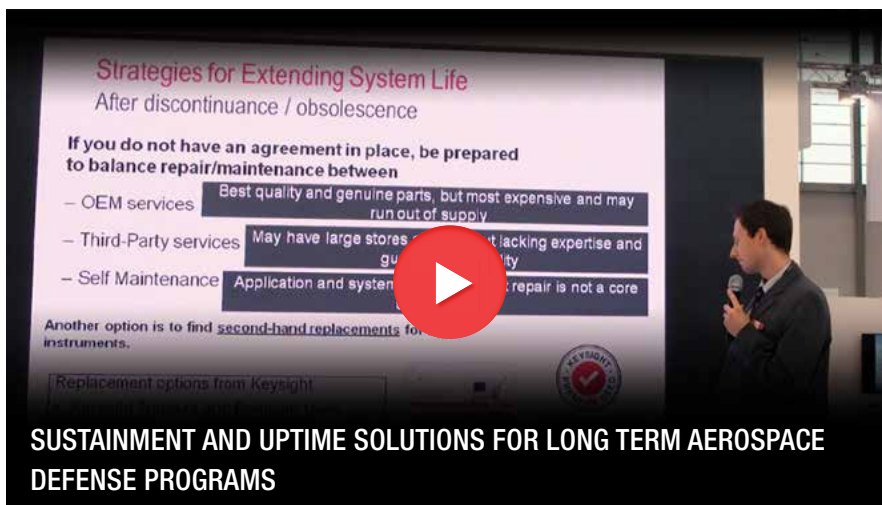 Strategies for Extending System Life
After discontinuance / obsolescence
If you do not have an agreement in place, be prepared
to balance repair/maintenance between
– OEM services
Best quality and genuine parts, but most expensive and may
run out of supply
– Third-Party services
May have large stores lacking expertise and
– Self Maintenance
Application and system repair is not a core
Another option is to find second-hand replacements
instruments.
KEYSIGHT
Replacement options from Keysight
SUSTAINMENT AND UPTIME SOLUTIONS FOR LONG TERM AEROSPACE
DEFENSE PROGRAMS